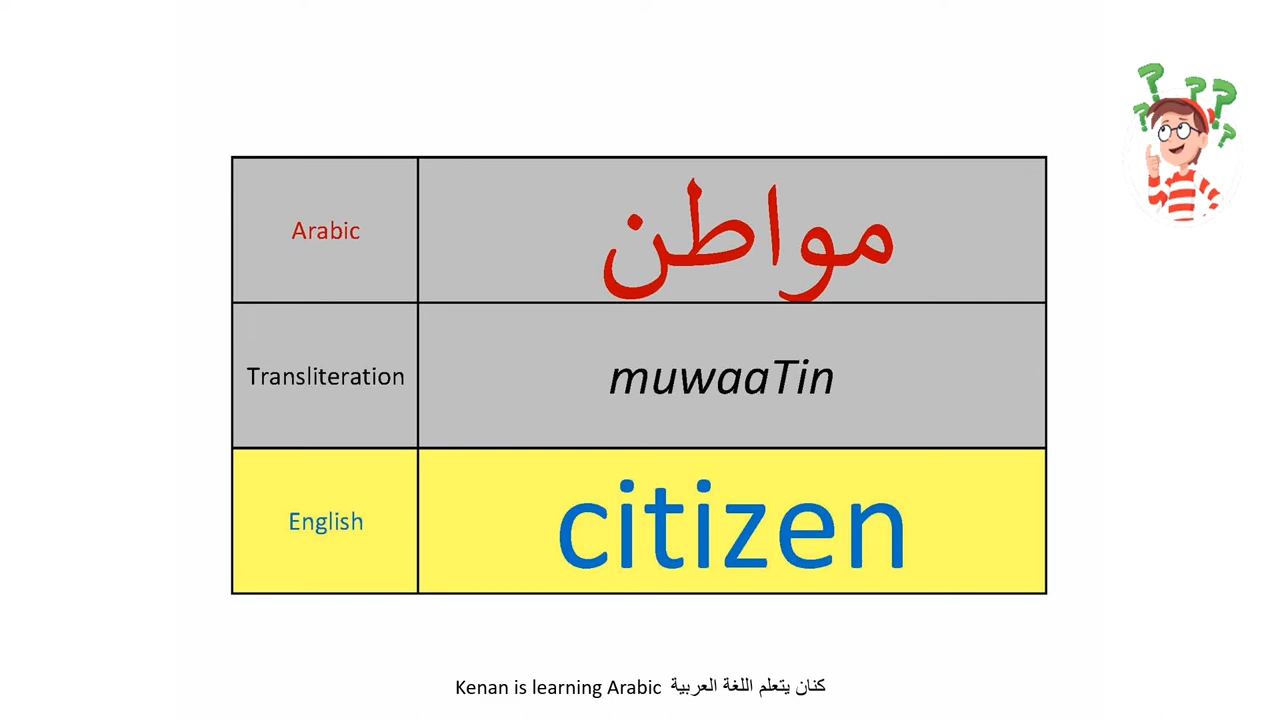 Arabic مواطن
Transliteration muwaaTin
English citizen
Kenan is learning Arabic كنان يتعلم اللغة العربية